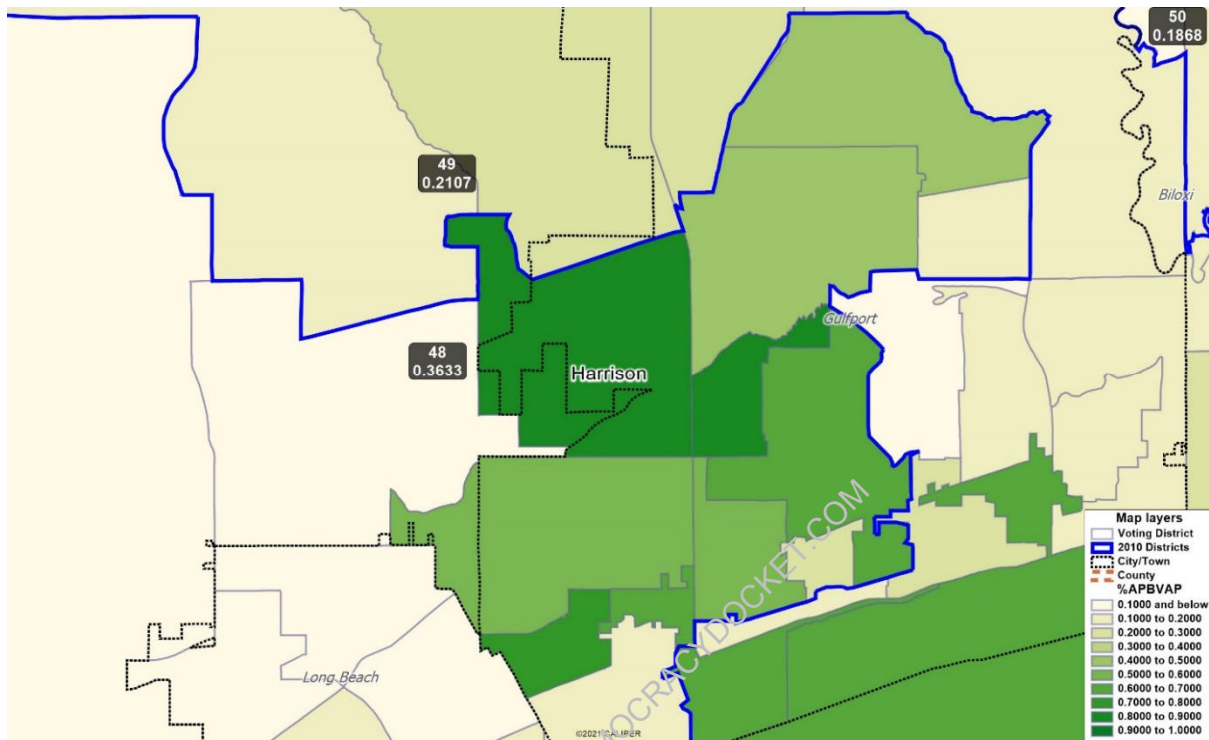 50
0.1868
49
0.2107
Biloxi
Gulfport
48
0.3633
Harrison
Long Beach
OCRACYDOCKET.COM
Map layers
Voting District
2010 Districts
City/Town
County
%APBVAP
0.1000 and below
0.1000 to 0.2000
0.2000 to 0.3000
0.3000 to 0.4000
0.4000 to 0.5000
0.5000 to 0.6000
0.6000 to 0.7000
0.7000 to 0.8000
0.8000 to 0.9000
0.9000 to 1.0000
©2021 CALIPER